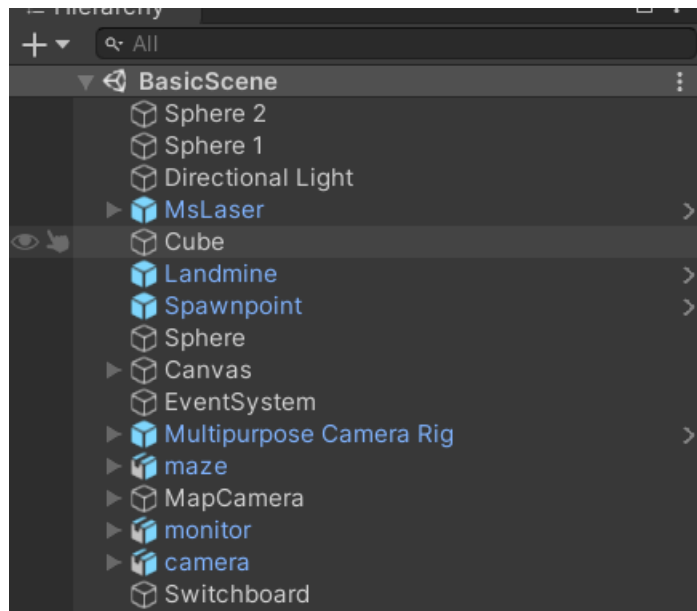 Hierarchy
All
BasicScene
Sphere 2
Sphere 1
Directional Light
MsLaser
Cube
Landmine
Spawnpoint
Sphere
Canvas
EventSystem
Multipurpose Camera Rig
maze
MapCamera
monitor
camera
Switchboard